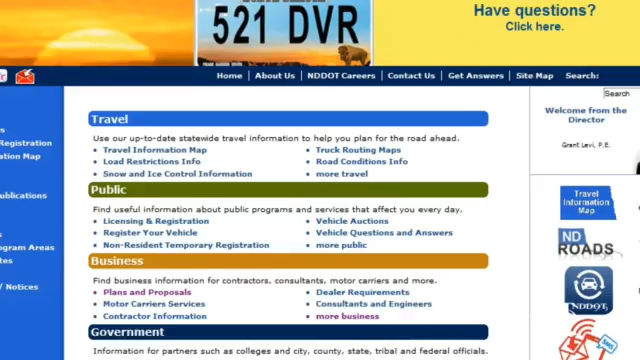 521 DVR
Have questions?
Click here.
Home | About Us | NDDOT Careers | Contact Us | Get Answers | Site Map | Search:
Search
Travel
Use our up-to-date statewide travel information to help you plan for the road ahead.
• Travel Information Map • Truck Routing Maps
• Load Restrictions Info • Road Conditions Info
• Snow and Ice Control Information • more travel
Public
Find useful information about public programs and services that affect you every day.
• Licensing & Registration • Vehicle Auctions
• Register Your Vehicle • Vehicle Questions and Answers
• Non-Resident Temporary Registration • more public
Business
Find business information for contractors, consultants, motor carriers and more.
• Plans and Proposals • Dealer Requirements
• Motor Carriers Services • Consultants and Engineers
• Contractor Information • more business
Government
Information for partners such as colleges and city, county, state, tribal and federal officials.
Registration
ation Map
ublications
ogram Areas
tes
/ Notices
Welcome from the
Director
Grant Levi, P.E.
Travel
Information
Map
ND
ROADS
NDDOT
SMS